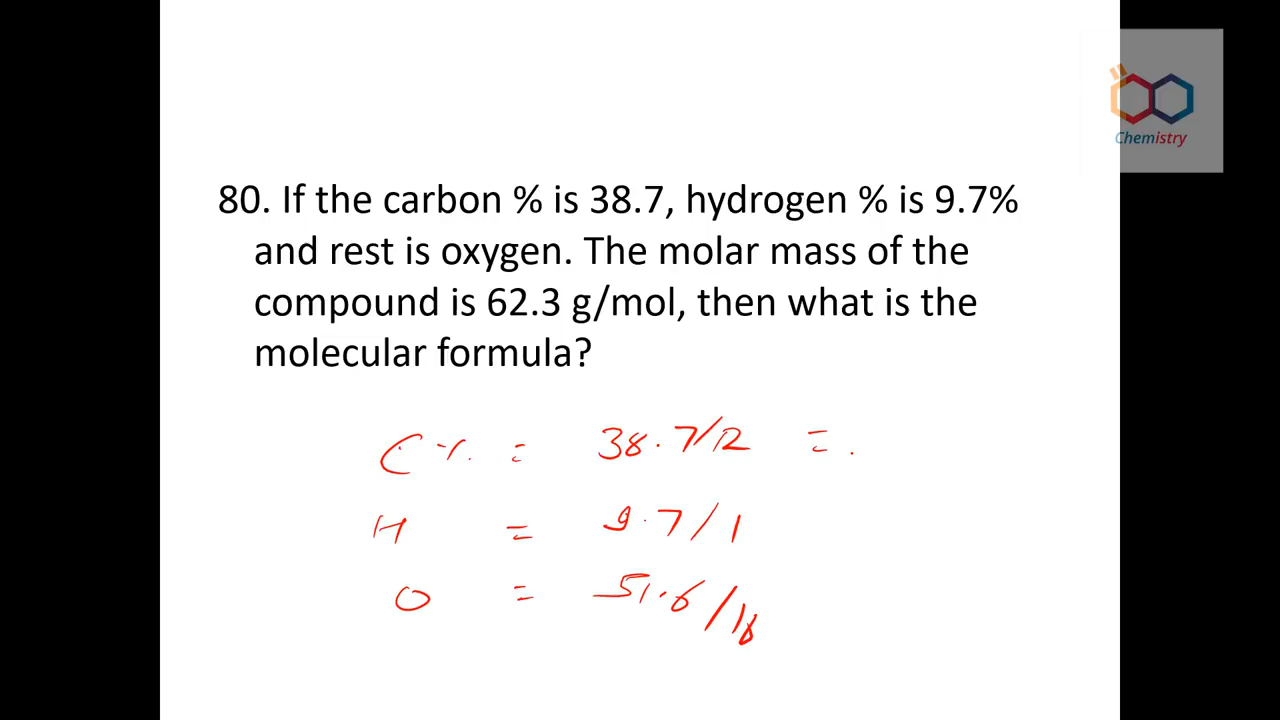 Chemistry
80. If the carbon % is 38.7, hydrogen % is 9.7%
and rest is oxygen. The molar mass of the
compound is 62.3 g/mol, then what is the
molecular formula?
C %. = 38.7/12 = .
H = 9.7/1
O = 51.6/16